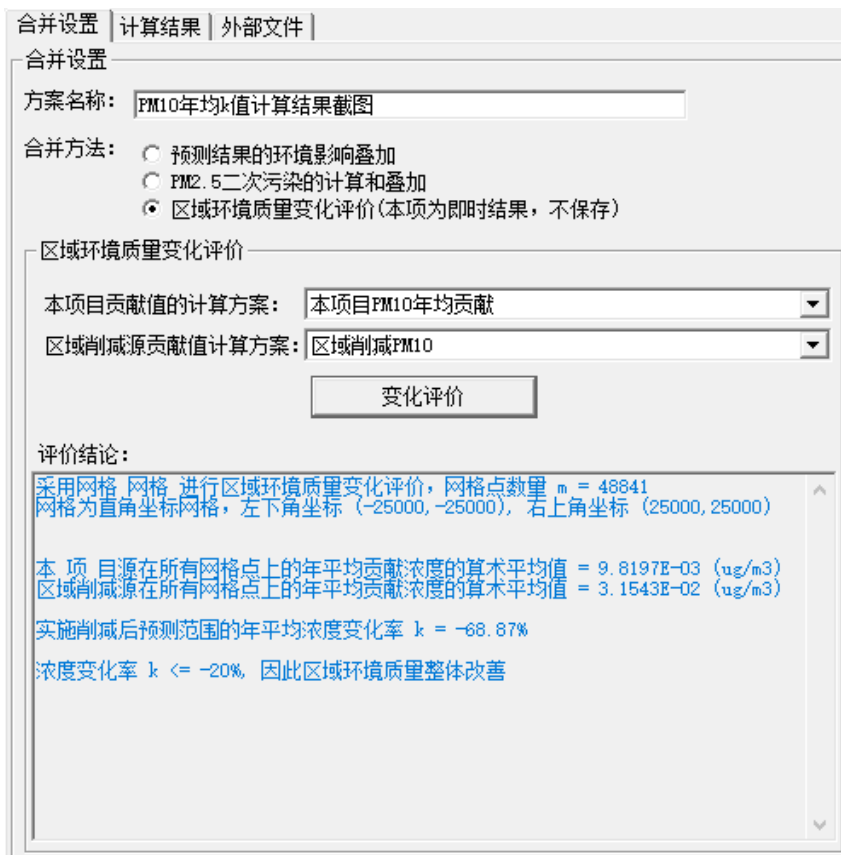 合并设置 计算结果 外部文件
合并设置
方案名称： PM10年均k值计算结果截图
合并方法： 预测结果的环境影响叠加
PM2.5二次污染的计算和叠加
区域环境质量变化评价(本项为即时结果，不保存)
区域环境质量变化评价
本项目贡献值的计算方案： 本项目PM10年均贡献
区域削减源贡献值计算方案： 区域削减PM10
变化评价
评价结论：
采用网格 网格 进行区域环境质量变化评价，网格点数量 m = 48841
网格为直角坐标网格，左下角坐标 (-25000,-25000), 右上角坐标 (25000,25000)
本 项 目源在所有网格点上的年平均贡献浓度的算术平均值 = 9.8197E-03 (ug/m3)
区域削减源在所有网格点上的年平均贡献浓度的算术平均值 = 3.1543E-02 (ug/m3)
实施削减后预测范围的年平均浓度变化率 k = -68.87%
浓度变化率 k <= -20%, 因此区域环境质量整体改善